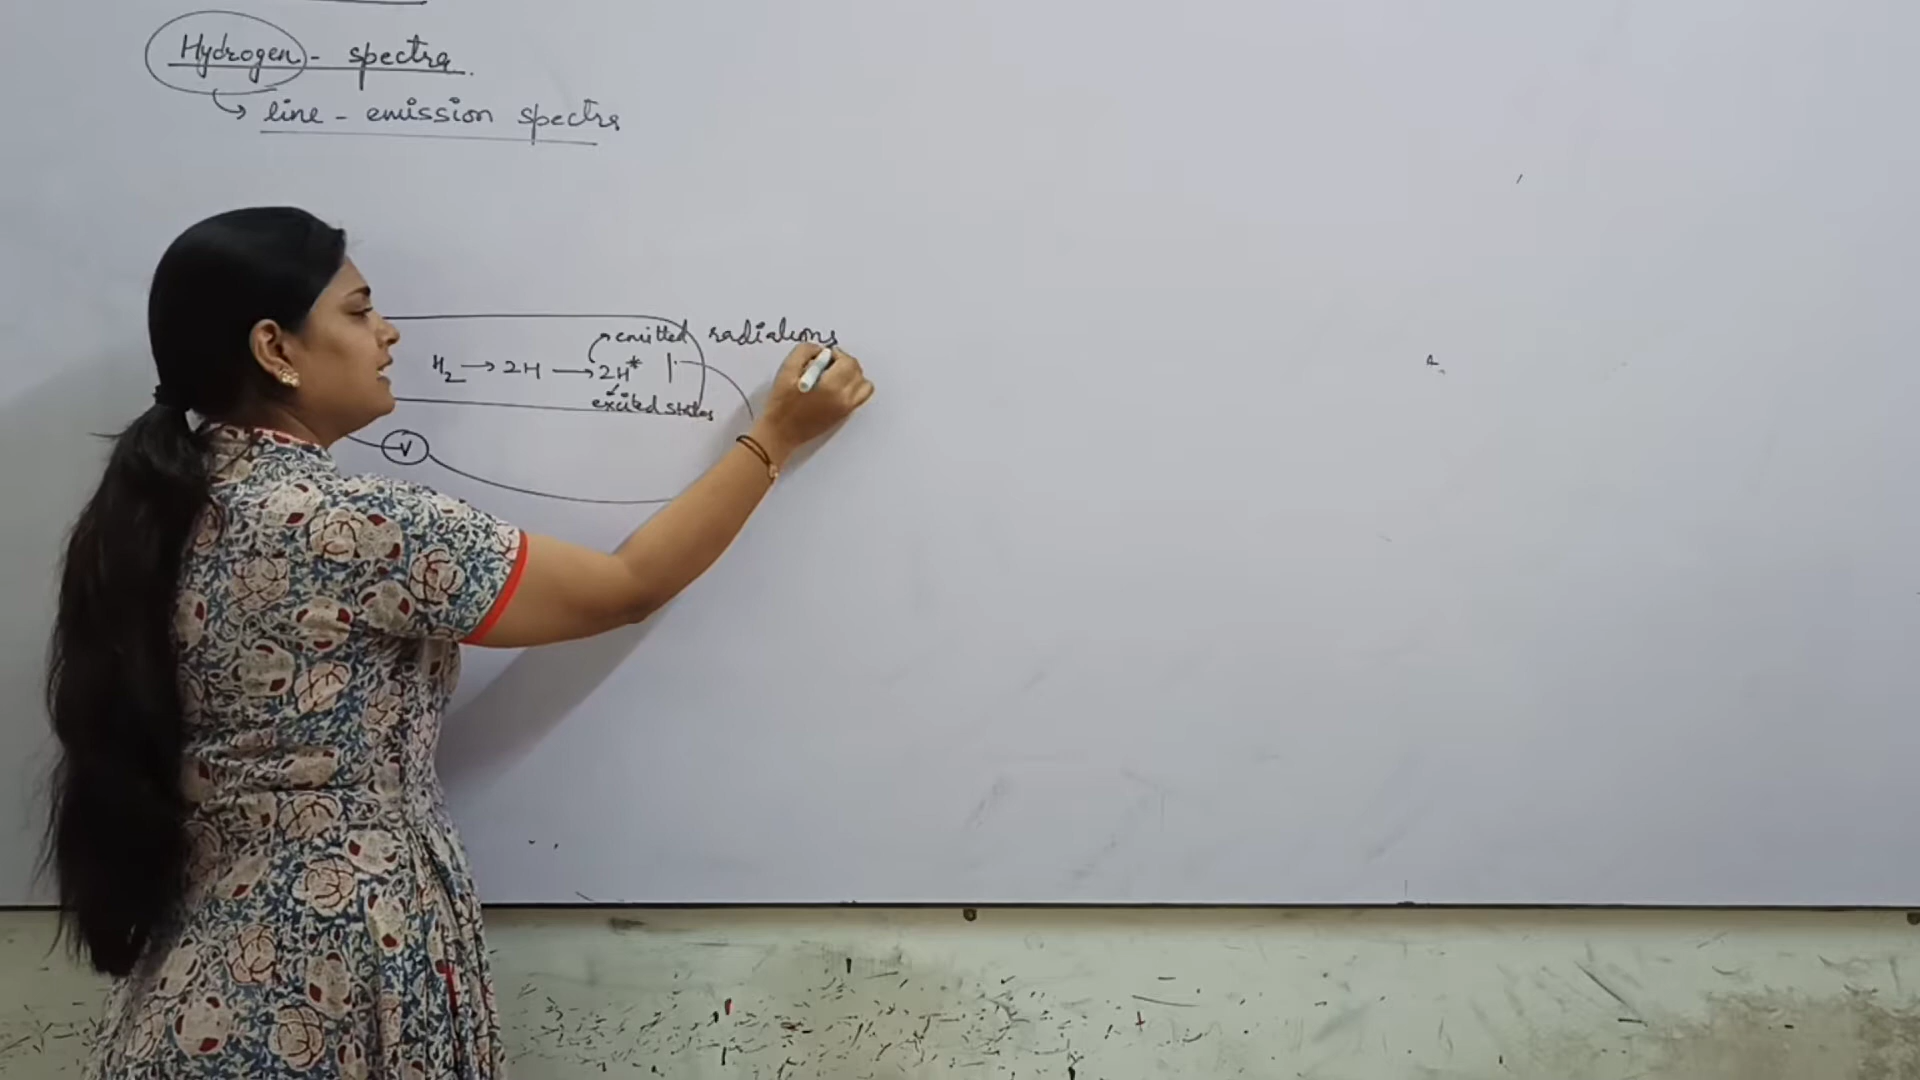 Hydrogen - spectra.
line - emission spectra
emitted radiations
H₂ → 2H → 2H*
excited states
V